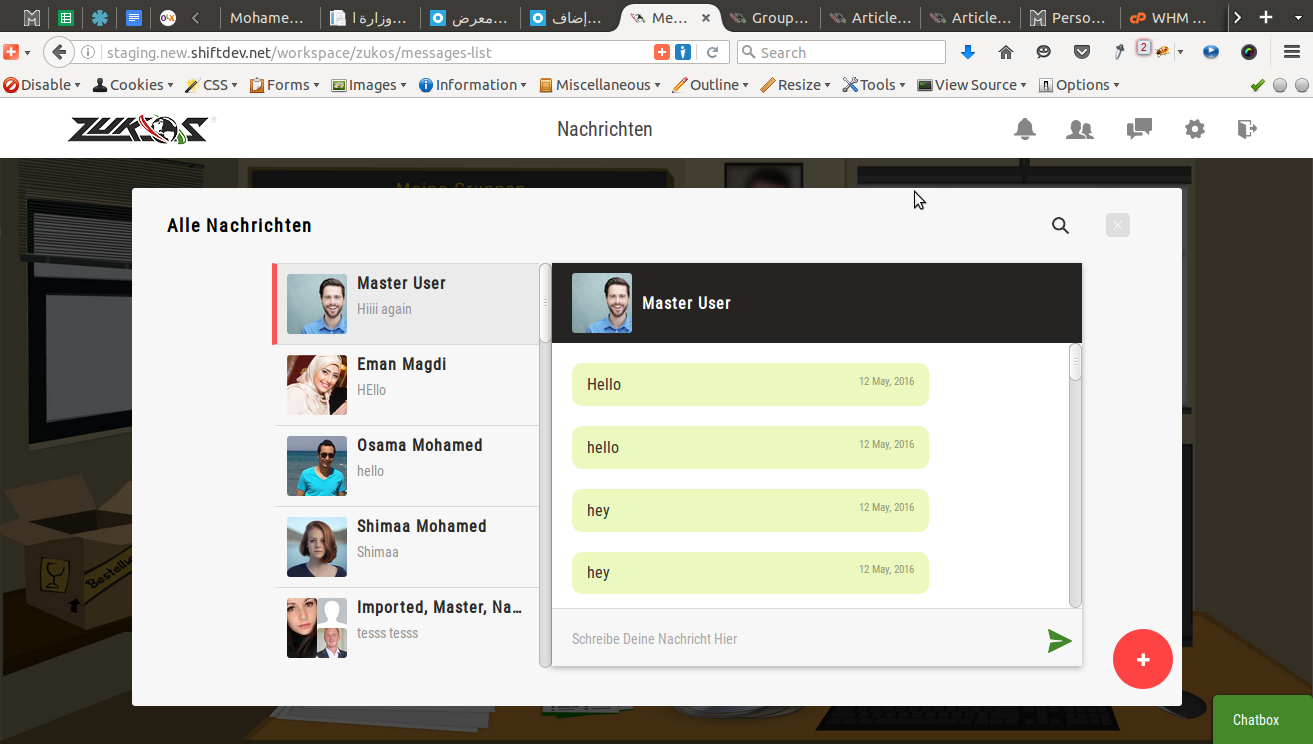 Mohame...
وزارة ا...
معرض...
إضاف...
Me...
Group...
Article...
Article...
Perso...
WHM ...
staging.new.shiftdev.net/workspace/zukos/messages-list
Search
2
Disable
Cookies
CSS
Forms
Images
Information
Miscellaneous
Outline
Resize
Tools
View Source
Options
ZUKOS
Nachrichten
Meine Gruppen
Alle Nachrichten
Master User
Hiiii again
Eman Magdi
HEllo
Osama Mohamed
hello
Shimaa Mohamed
Shimaa
Imported, Master, Na...
tesss tesss
Master User
Hello
12 May, 2016
hello
12 May, 2016
hey
12 May, 2016
hey
12 May, 2016
Schreibe Deine Nachricht Hier
Chatbox